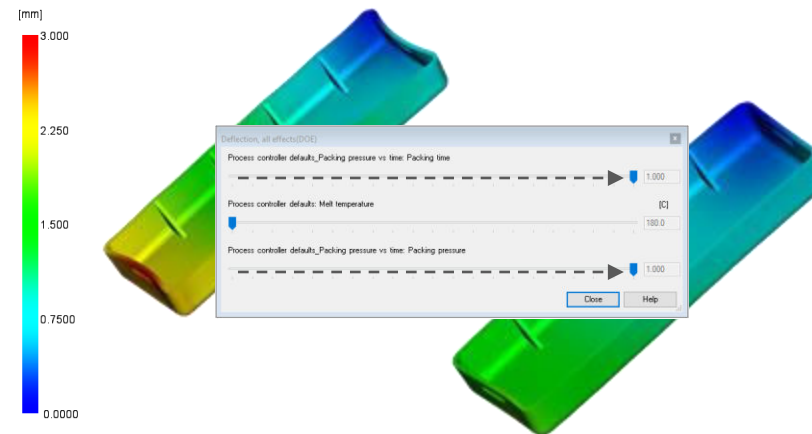 [mm]
3.000
2.250
1.500
0.7500
0.0000
Deflection, all effects(DOE)
Process controller defaults_Packing pressure vs time: Packing time
1.000
Process controller defaults: Melt temperature
[C]
180.0
Process controller defaults_Packing pressure vs time: Packing pressure
1.000
Close
Help